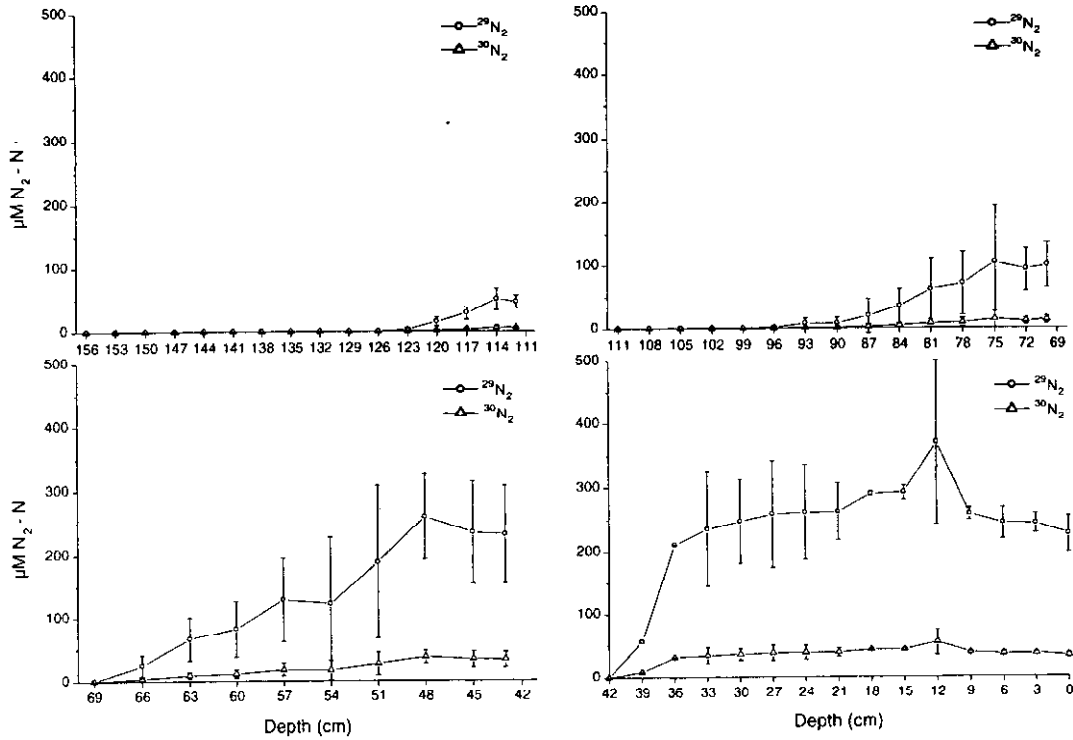 500
400
300
200
100
0
μM N₂ - N
²⁹N₂
³⁰N₂
156 153 150 147 144 141 138 135 132 129 126 123 120 117 114 111
500
400
300
200
100
0
²⁹N₂
³⁰N₂
111 108 105 102 99 96 93 90 87 84 81 78 75 72 69
500
400
300
200
100
0
μM N₂ - N
²⁹N₂
³⁰N₂
69 66 63 60 57 54 51 48 45 42
Depth (cm)
500
400
300
200
100
0
²⁹N₂
³⁰N₂
42 39 36 33 30 27 24 21 18 15 12 9 6 3 0
Depth (cm)